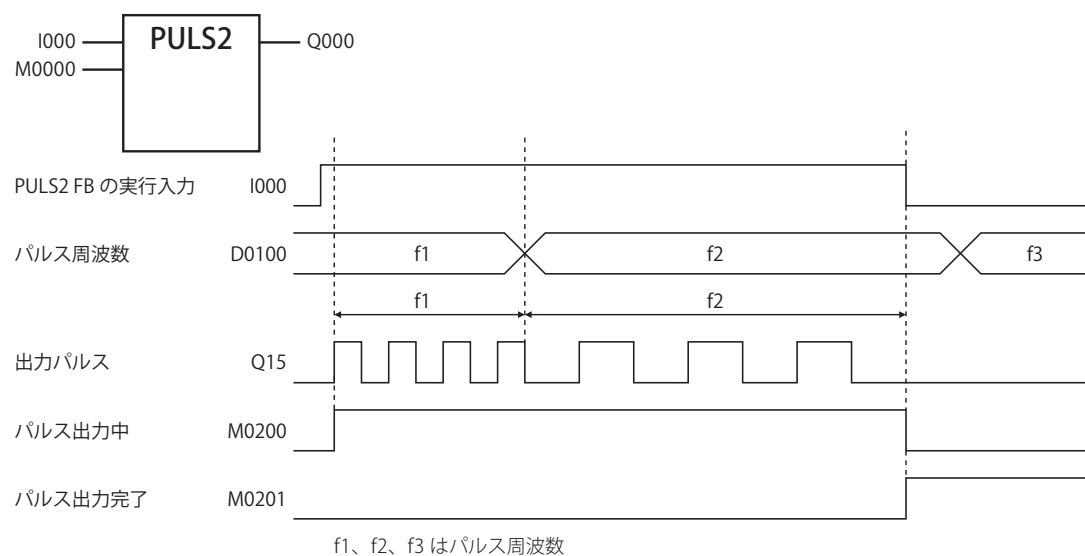 I000 PULS2 Q000
M0000
PULS2 FB の実行入力 I000
パルス周波数 D0100 f1 f2 f3
f1 f2
出力パルス Q15
パルス出力中 M0200
パルス出力完了 M0201
f1、f2、f3 はパルス周波数